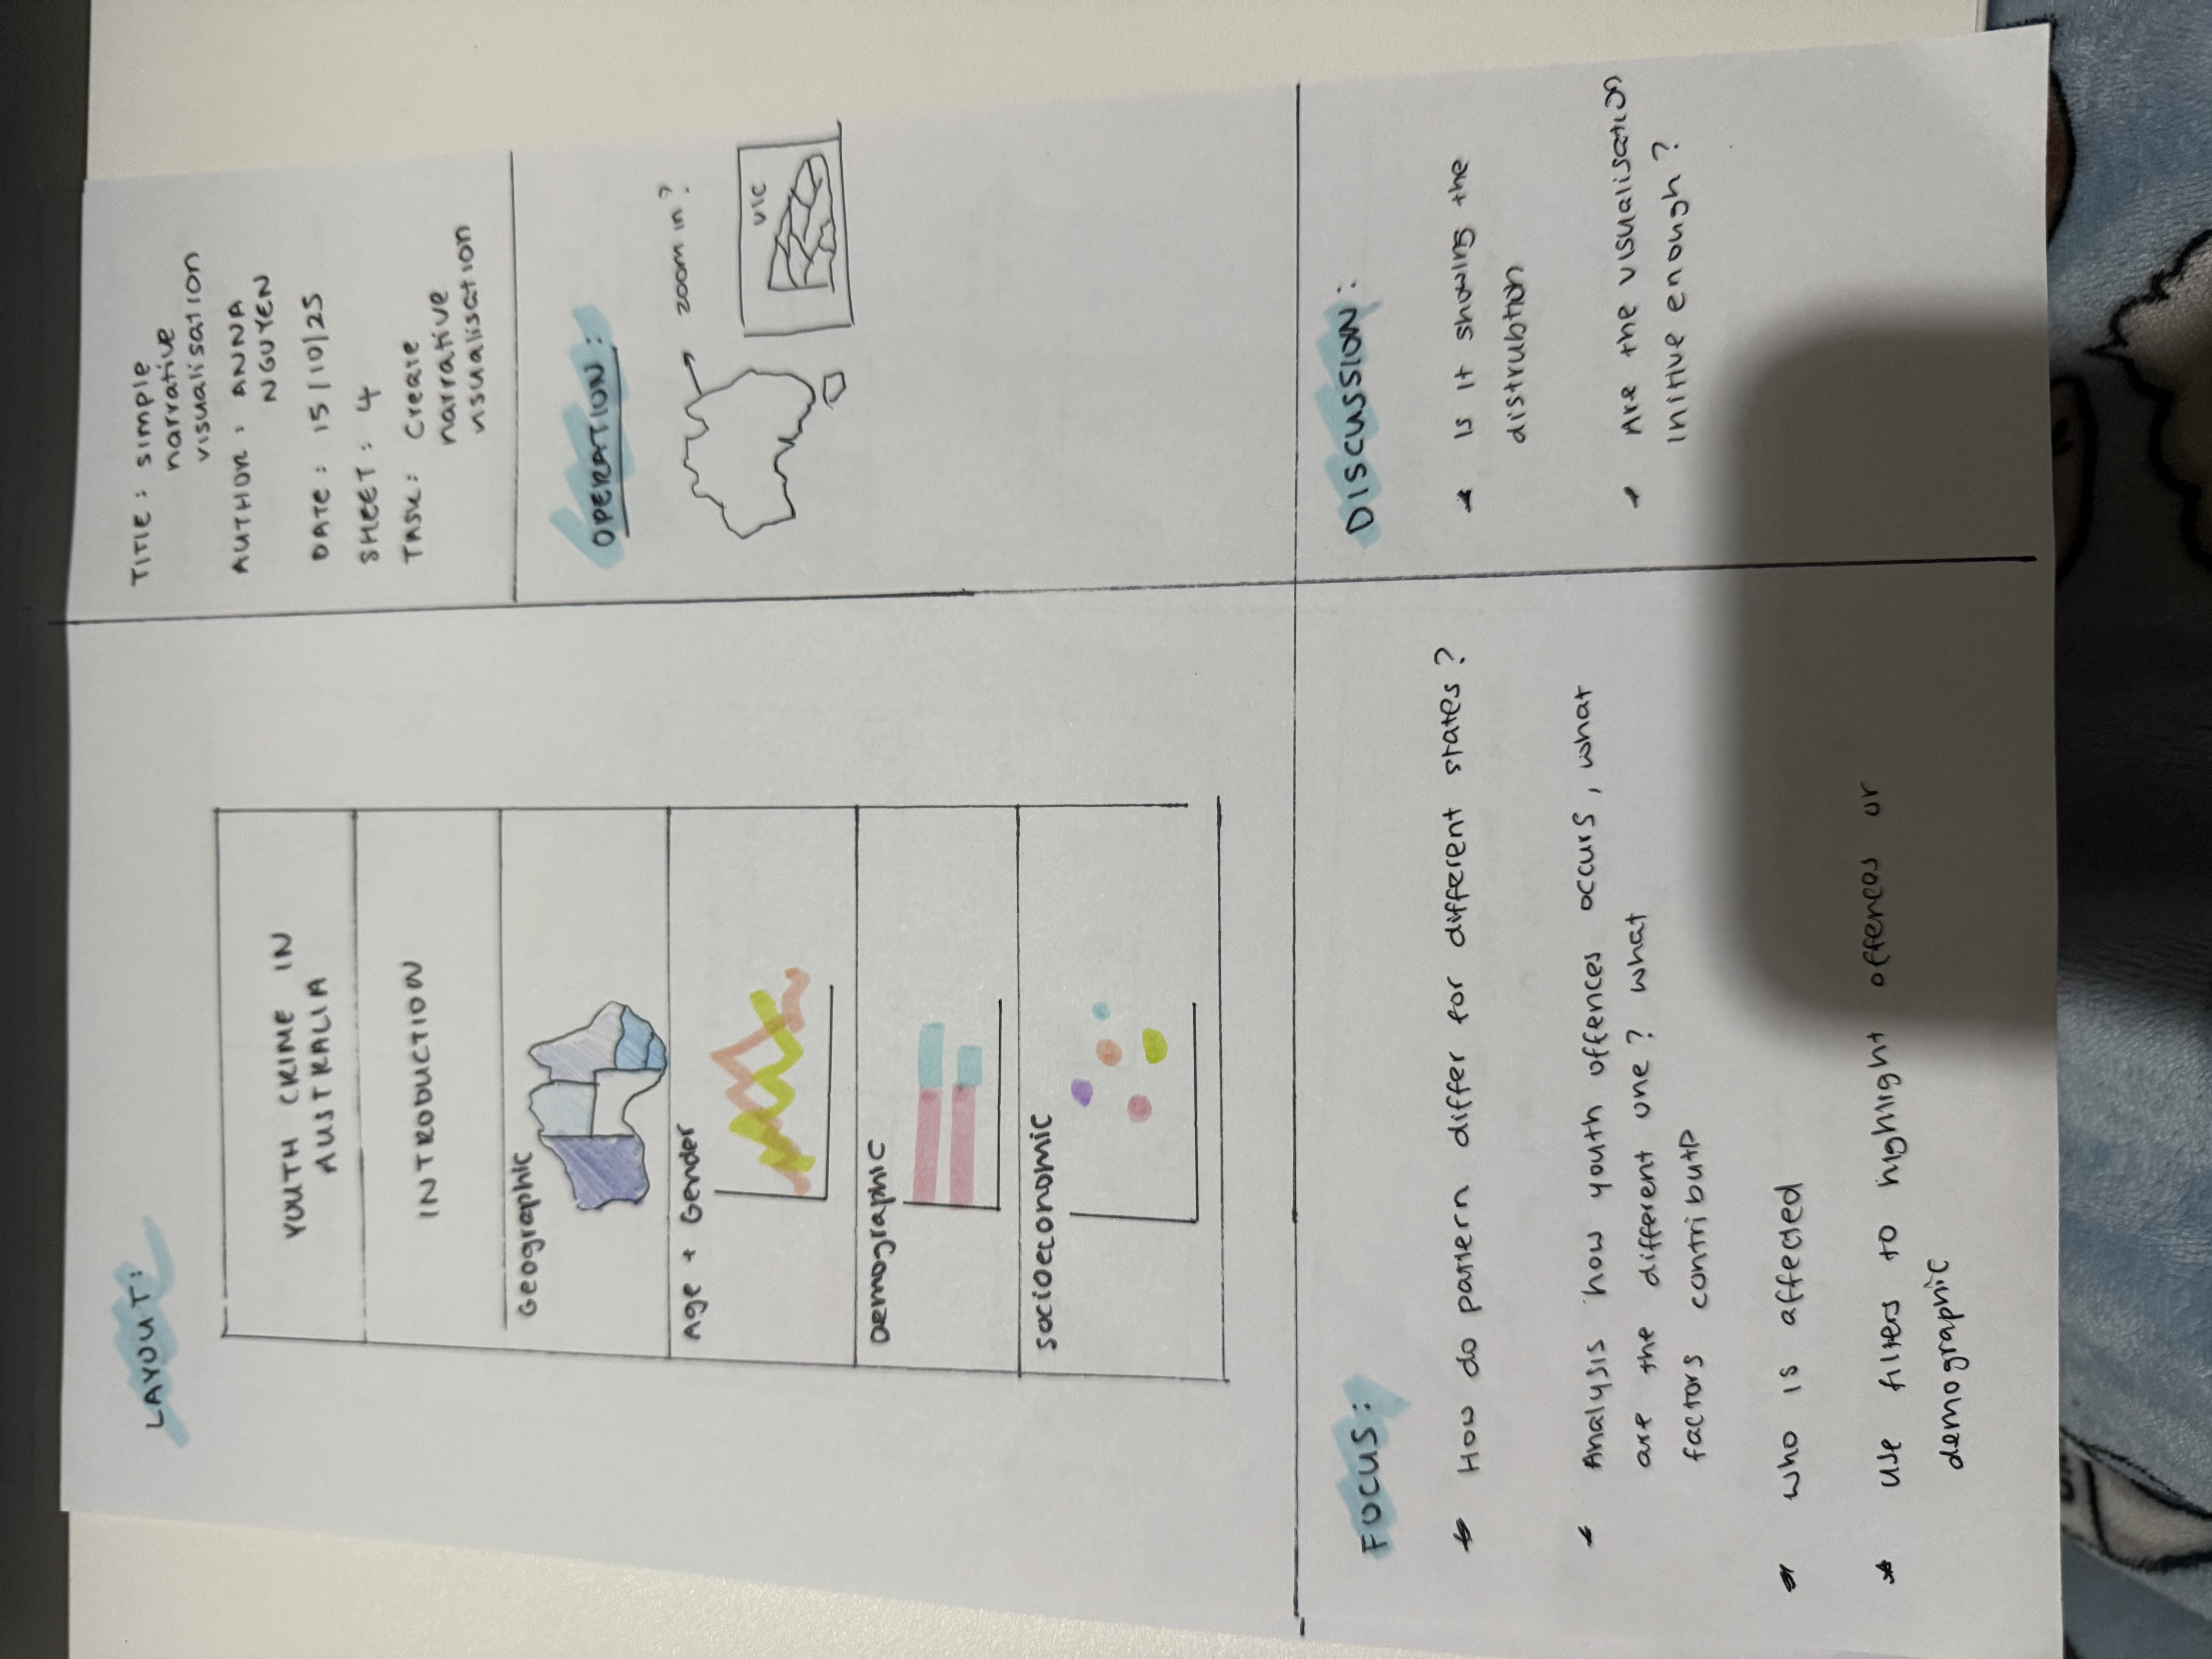 LAYOUT:
YOUTH CRIME IN
AUSTRALIA
INTRODUCTION
Geographic
Age + Gender
Demographic
Socioeconomic
TITLE: simple
narrative
visualisation
AUTHOR: ANNA
NGUYEN
DATE: 15/10/25
SHEET: 4
TASK: Create
narrative
visualisation
OPERATION:
zoom in?
VIC
FOCUS:
How do pattern differ for different states?
Analysis how youth offences occurs, what
are the different one? what
factors contribute
who is affected
* use filters to highlight offences or
demographic
DISCUSSION:
Is it showing the
distrubtion
Are the visualisation
initive enough?